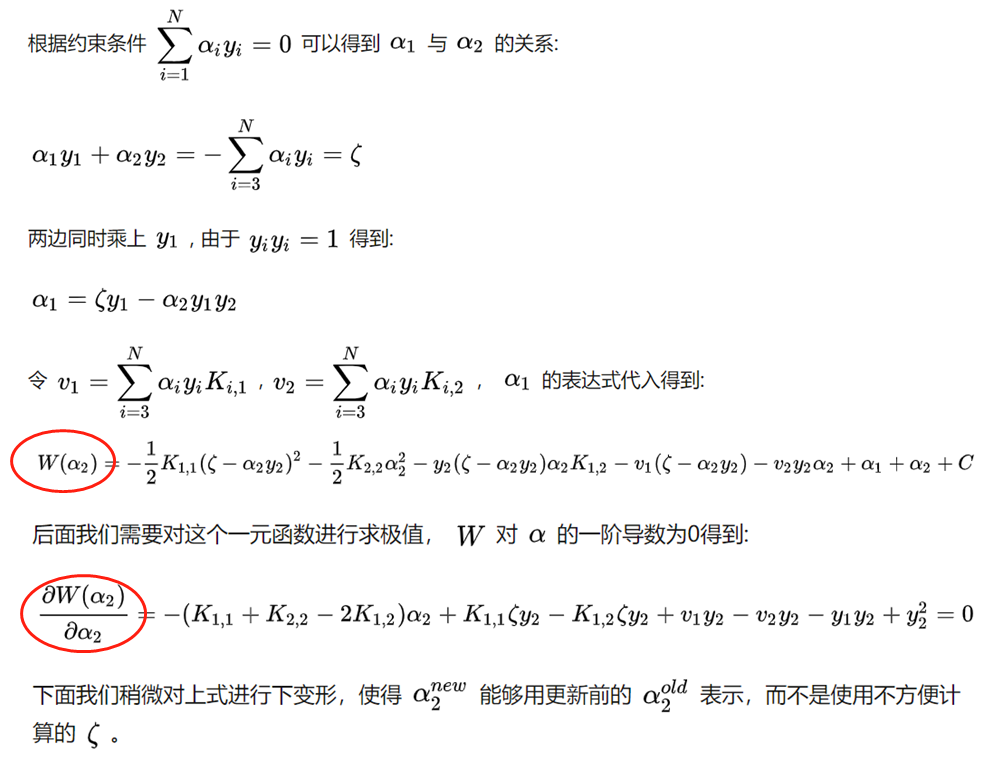 根据约束条件 $\sum_{i=1}^{N} \alpha_i y_i = 0$ 可以得到 $\alpha_1$ 与 $\alpha_2$ 的关系:
$\alpha_1 y_1 + \alpha_2 y_2 = -\sum_{i=3}^{N} \alpha_i y_i = \zeta$
两边同时乘上 $y_1$ , 由于 $y_i y_i = 1$ 得到:
$\alpha_1 = \zeta y_1 - \alpha_2 y_1 y_2$
令 $v_1 = \sum_{i=3}^{N} \alpha_i y_i K_{i,1}$ , $v_2 = \sum_{i=3}^{N} \alpha_i y_i K_{i,2}$ , $\alpha_1$ 的表达式代入得到:
$W(\alpha_2) = -\frac{1}{2} K_{1,1} (\zeta - \alpha_2 y_2)^2 - \frac{1}{2} K_{2,2} \alpha_2^2 - y_2 (\zeta - \alpha_2 y_2) \alpha_2 K_{1,2} - v_1 (\zeta - \alpha_2 y_2) - v_2 y_2 \alpha_2 + \alpha_1 + \alpha_2 + C$
后面我们需要对这个一元函数进行求极值， $W$ 对 $\alpha$ 的一阶导数为0得到:
$\frac{\partial W(\alpha_2)}{\partial \alpha_2} = -(K_{1,1} + K_{2,2} - 2K_{1,2}) \alpha_2 + K_{1,1} \zeta y_2 - K_{1,2} \zeta y_2 + v_1 y_2 - v_2 y_2 - y_1 y_2 + y_2^2 = 0$
下面我们稍微对上式进行下变形，使得 $\alpha_2^{new}$ 能够用更新前的 $\alpha_2^{old}$ 表示，而不是使用不方便计
算的 $\zeta$ 。